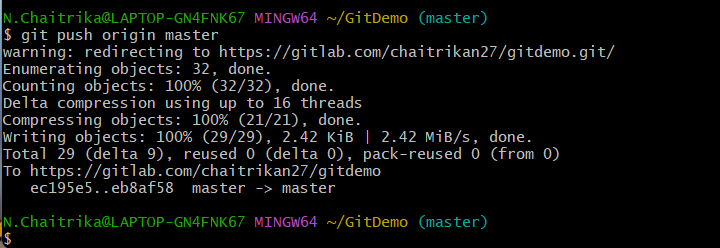 N.Chaitrika@LAPTOP-GN4FNK67 MINGW64 ~/GitDemo (master)
$ git push origin master
warning: redirecting to https://gitlab.com/chaitrikan27/gitdemo.git/
Enumerating objects: 32, done.
Counting objects: 100% (32/32), done.
Delta compression using up to 16 threads
Compressing objects: 100% (21/21), done.
Writing objects: 100% (29/29), 2.42 KiB | 2.42 MiB/s, done.
Total 29 (delta 9), reused 0 (delta 0), pack-reused 0 (from 0)
To https://gitlab.com/chaitrikan27/gitdemo
   ec195e5..eb8af58  master -> master
N.Chaitrika@LAPTOP-GN4FNK67 MINGW64 ~/GitDemo (master)
$